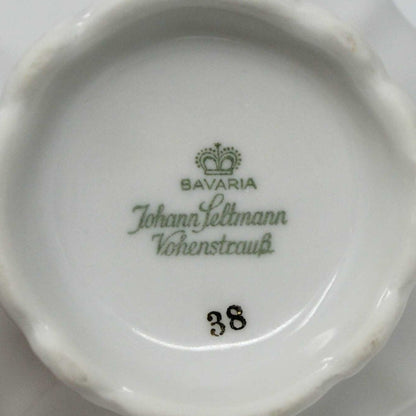 BAVARIA
Johann Seltmann
Vohenstrauß
38